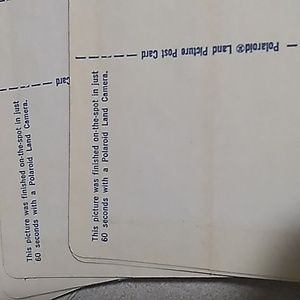 Polaroid® Land Picture Post Card
This picture was finished on-the-spot in just
60 seconds with a Polaroid Land Camera.
Card
This picture was finished on-the-spot in just
60 seconds with a Polaroid Land Camera.